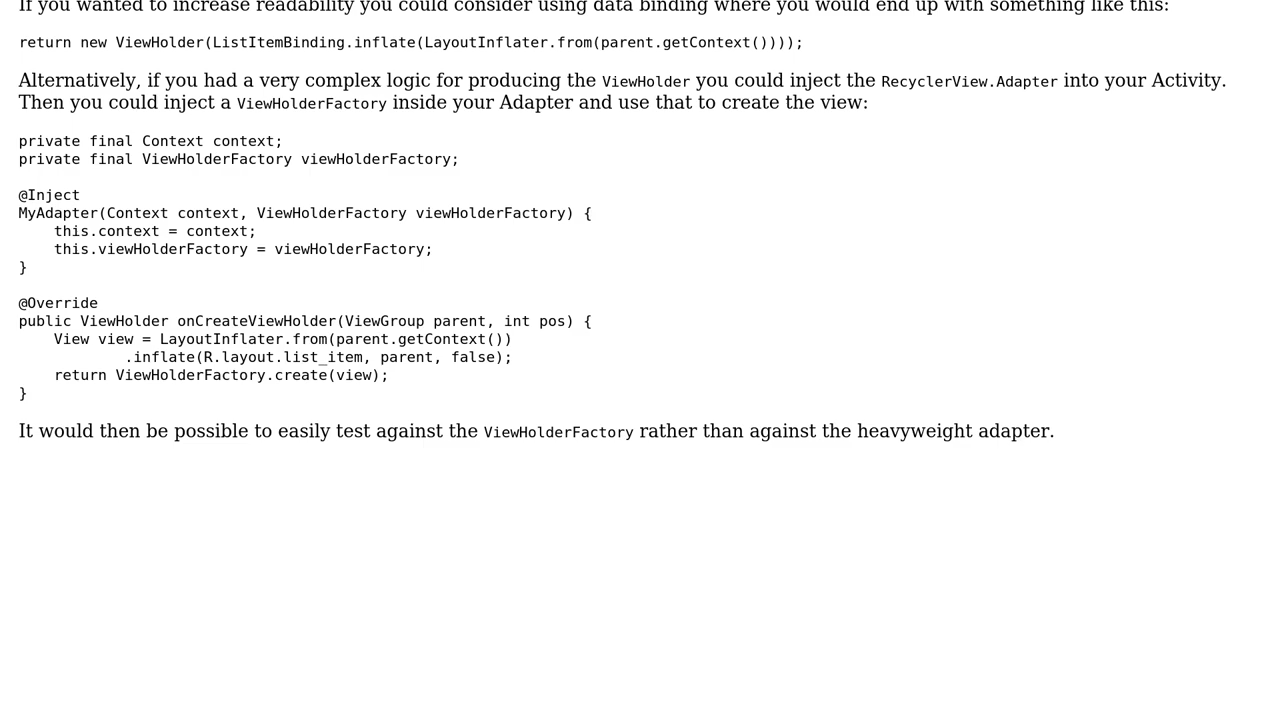 If you wanted to increase readability you could consider using data binding where you would end up with something like this:
return new ViewHolder(ListItemBinding.inflate(LayoutInflater.from(parent.getContext())));
Alternatively, if you had a very complex logic for producing the ViewHolder you could inject the RecyclerView.Adapter into your Activity.
Then you could inject a ViewHolderFactory inside your Adapter and use that to create the view:
private final Context context;
private final ViewHolderFactory viewHolderFactory;
@Inject
MyAdapter(Context context, ViewHolderFactory viewHolderFactory) {
    this.context = context;
    this.viewHolderFactory = viewHolderFactory;
}
@Override
public ViewHolder onCreateViewHolder(ViewGroup parent, int pos) {
    View view = LayoutInflater.from(parent.getContext())
            .inflate(R.layout.list_item, parent, false);
    return ViewHolderFactory.create(view);
}
It would then be possible to easily test against the ViewHolderFactory rather than against the heavyweight adapter.